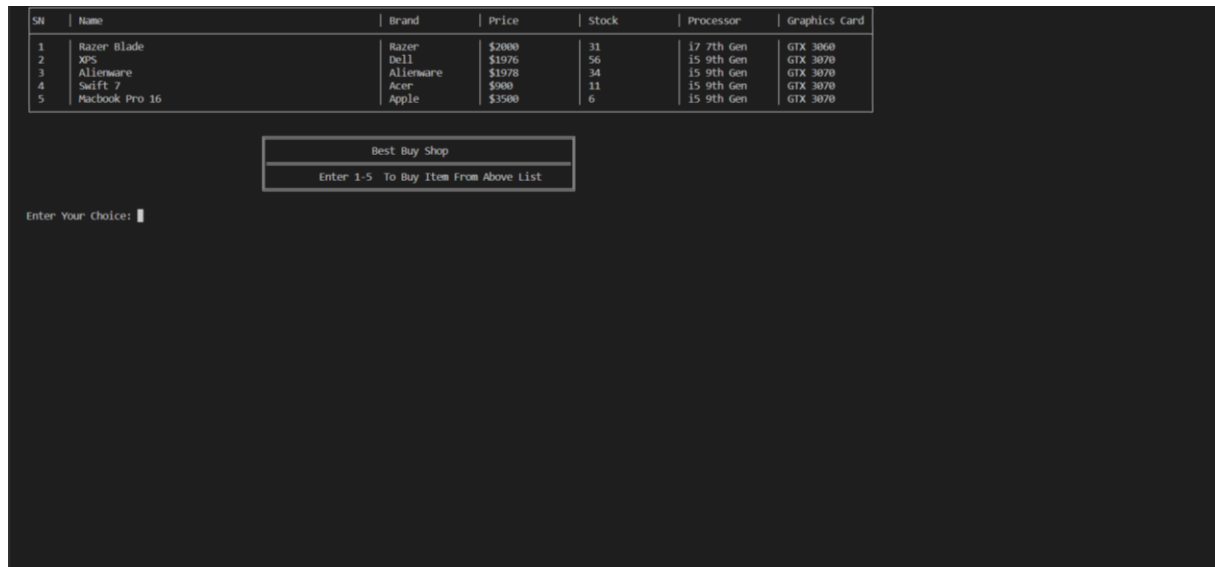 SN | Name | Brand | Price | Stock | Processor | Graphics Card
1 | Razer Blade | Razer | $2000 | 31 | i7 7th Gen | GTX 3060
2 | XPS | Dell | $1976 | 56 | i5 9th Gen | GTX 3070
3 | Alienware | Alienware | $1978 | 34 | i5 9th Gen | GTX 3070
4 | Swift 7 | Acer | $900 | 11 | i5 9th Gen | GTX 3070
5 | Macbook Pro 16 | Apple | $3500 | 6 | i5 9th Gen | GTX 3070
Best Buy Shop
Enter 1-5 To Buy Item From Above List
Enter Your Choice: